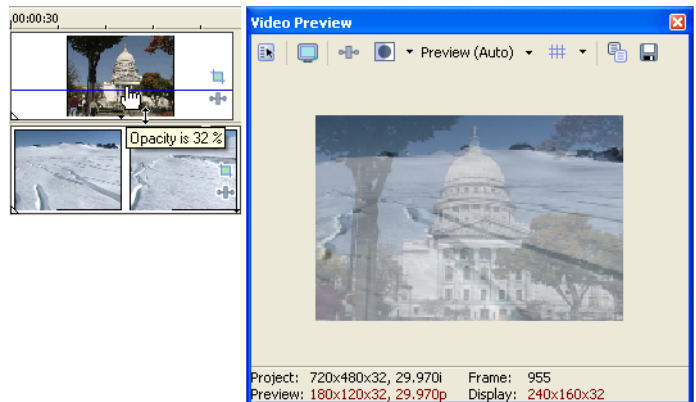 00:00:30
Opacity is 32 %
Video Preview
Preview (Auto)
Project: 720x480x32, 29.970i Frame: 955
Preview: 180x120x32, 29.970p Display: 240x160x32